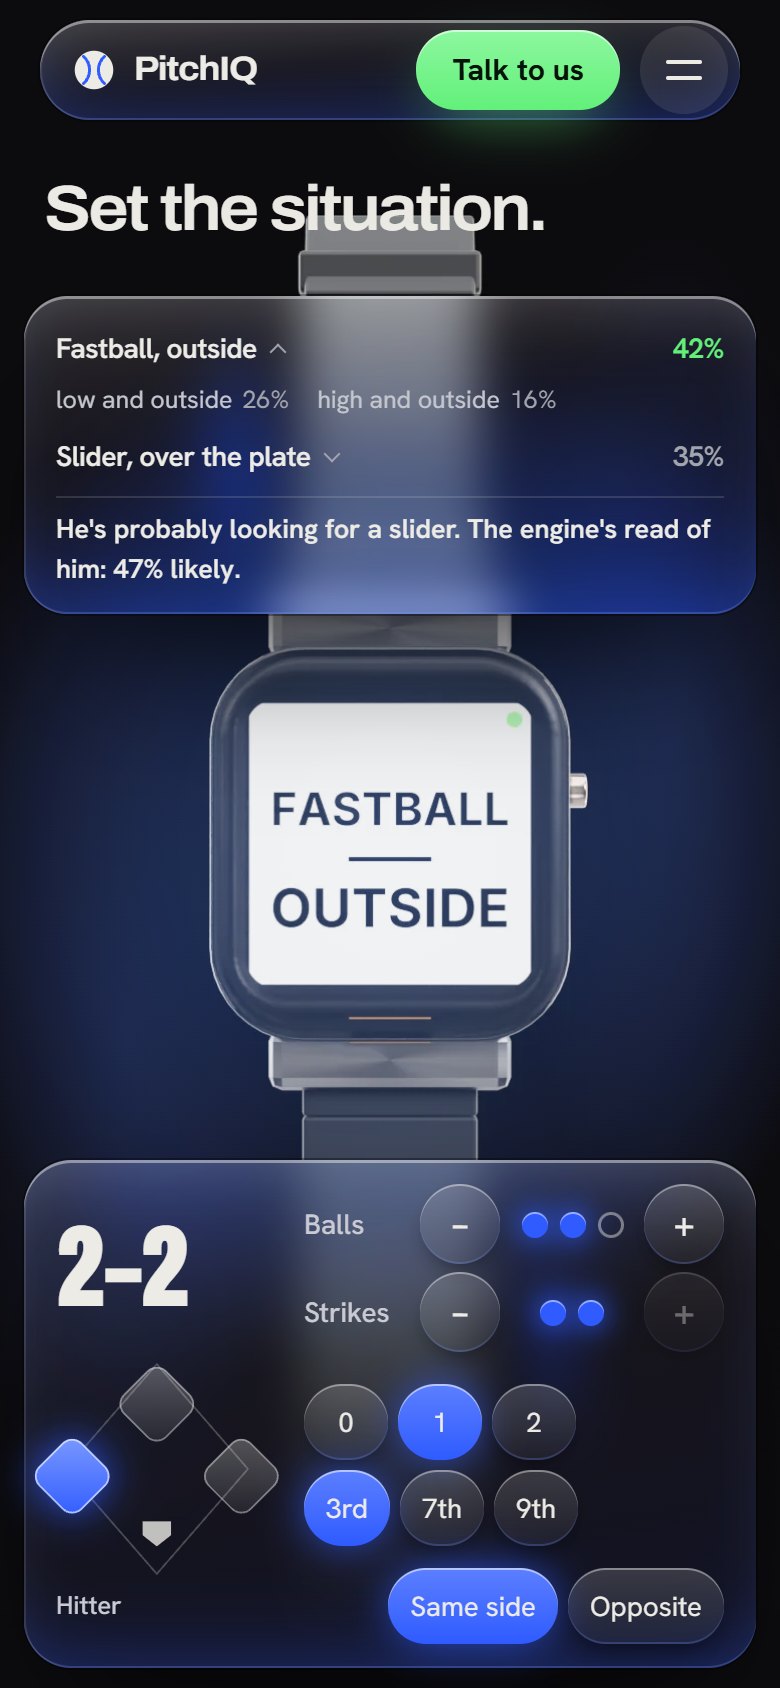 PitchIQ
Talk to us
Set the situation.
Fastball, outside
42%
low and outside 26% high and outside 16%
Slider, over the plate
35%
He's probably looking for a slider. The engine's read of
him: 47% likely.
FASTBALL
OUTSIDE
2–2
Balls
−
+
Strikes
−
+
0 1 2
3rd 7th 9th
Hitter
Same side
Opposite